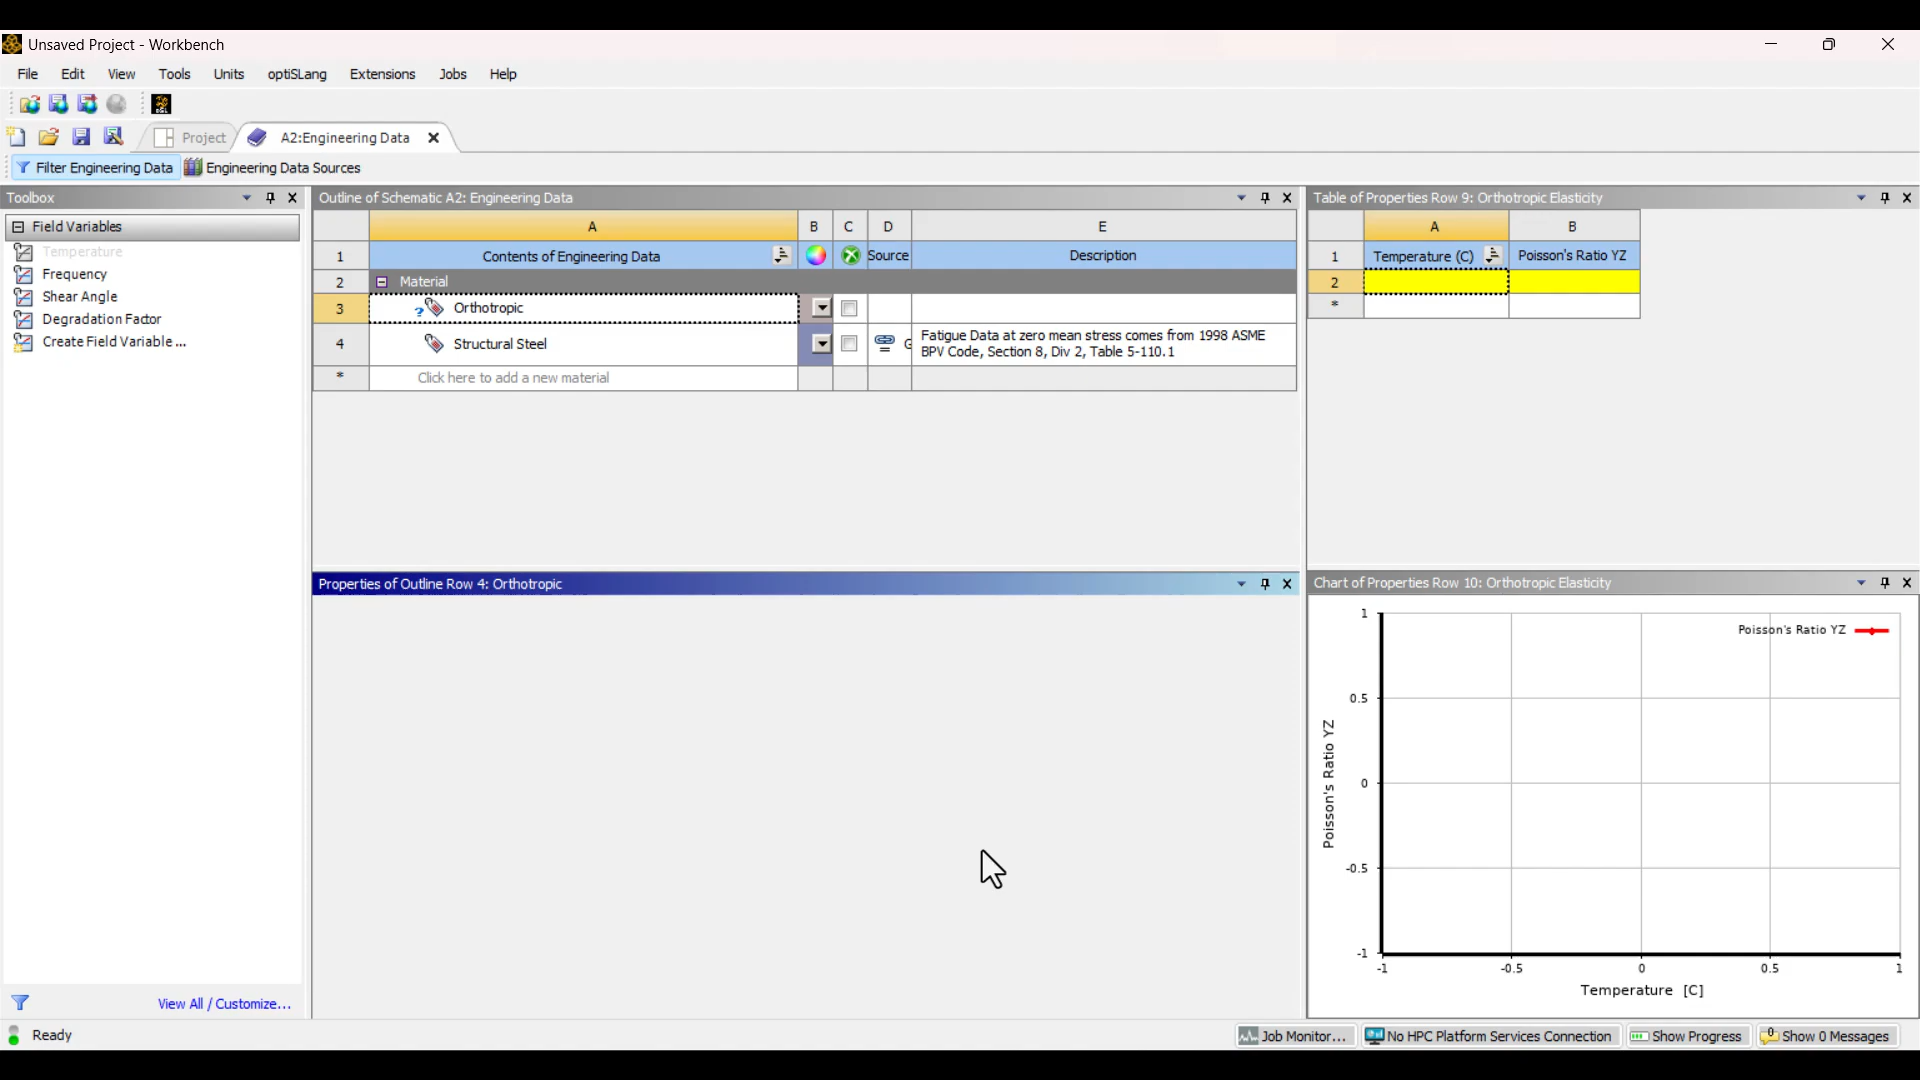 Unsaved Project - Workbench
File Edit View Tools Units optiSLang Extensions Jobs Help
Project A2:Engineering Data
Filter Engineering Data Engineering Data Sources
Toolbox
Field Variables
Temperature
Frequency
Shear Angle
Degradation Factor
Create Field Variable ...
View All / Customize...
Outline of Schematic A2: Engineering Data
A B C D E
1 Contents of Engineering Data Source Description
2 Material
3 ? Orthotropic
4 Structural Steel Fatigue Data at zero mean stress comes from 1998 ASME
BPV Code, Section 8, Div 2, Table 5-110.1
* Click here to add a new material
Properties of Outline Row 4: Orthotropic
Table of Properties Row 9: Orthotropic Elasticity
A B
1 Temperature (C) Poisson's Ratio YZ
2
*
Chart of Properties Row 10: Orthotropic Elasticity
Poisson's Ratio YZ
1
0.5
0
-0.5
-1
Poisson's Ratio YZ
-1 -0.5 0 0.5 1
Temperature [C]
Ready
Job Monitor... No HPC Platform Services Connection Show Progress 0 Show 0 Messages